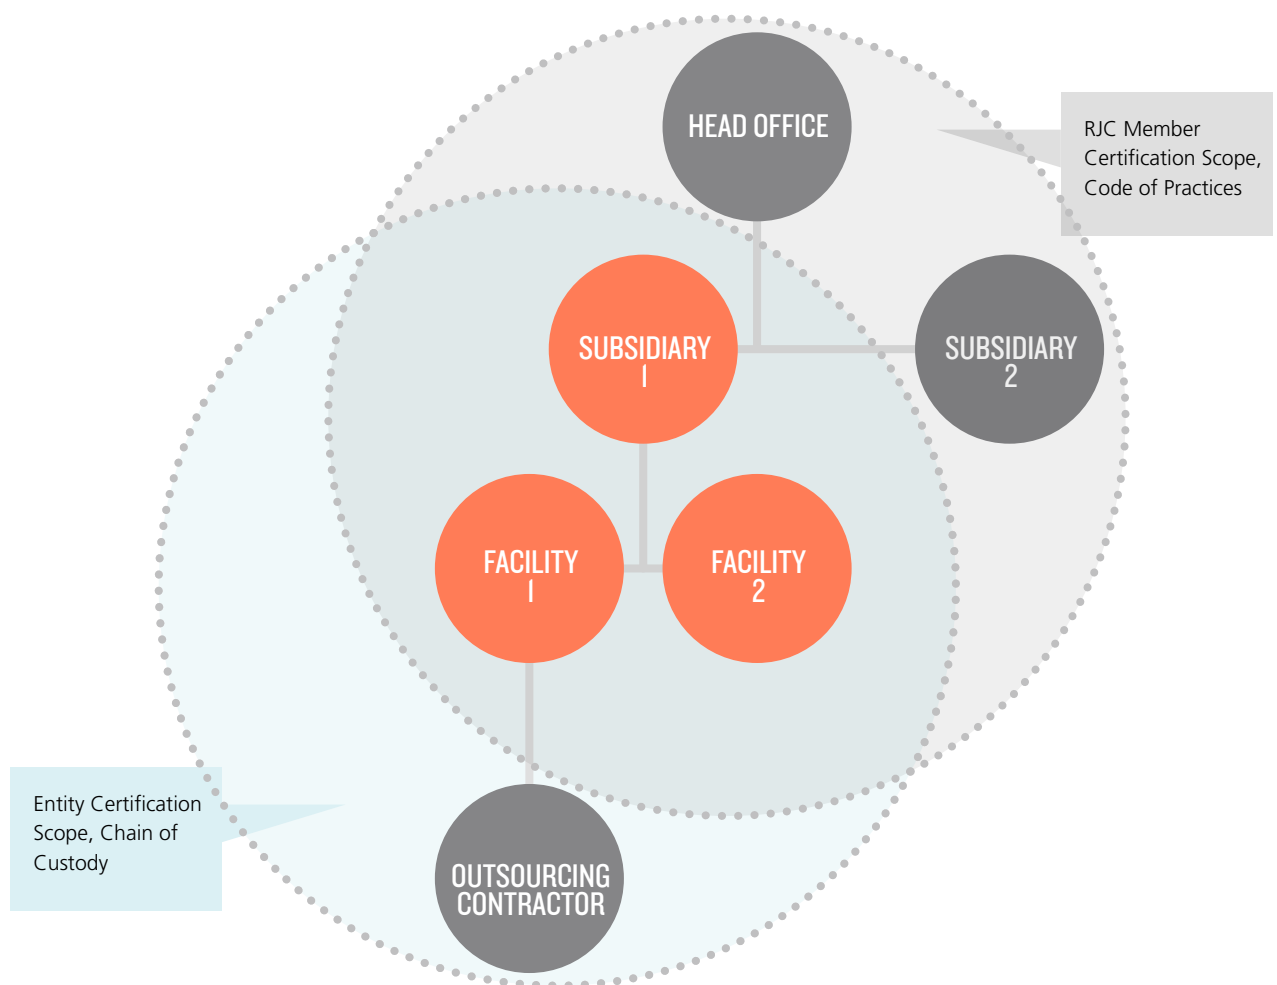 HEAD OFFICE
RJC Member
Certification Scope,
Code of Practices
SUBSIDIARY
1
SUBSIDIARY
2
FACILITY
1
FACILITY
2
Entity Certification
Scope, Chain of
Custody
OUTSOURCING
CONTRACTOR